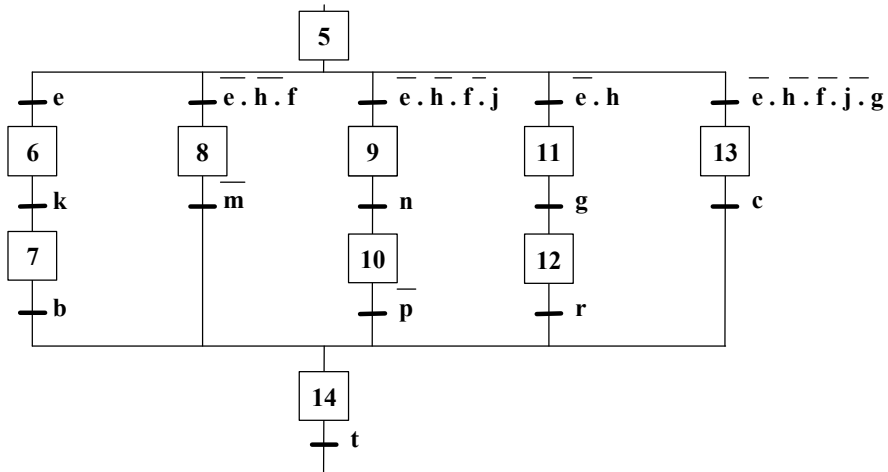 5
e
e̅ . h̅ . f
e̅ . h̅ . f̅ . j
e̅ . h
e̅ . h̅ . f̅ . j̅ . g
6
8
9
11
13
k
m̅
n
g
c
7
10
12
b
p̅
r
14
t